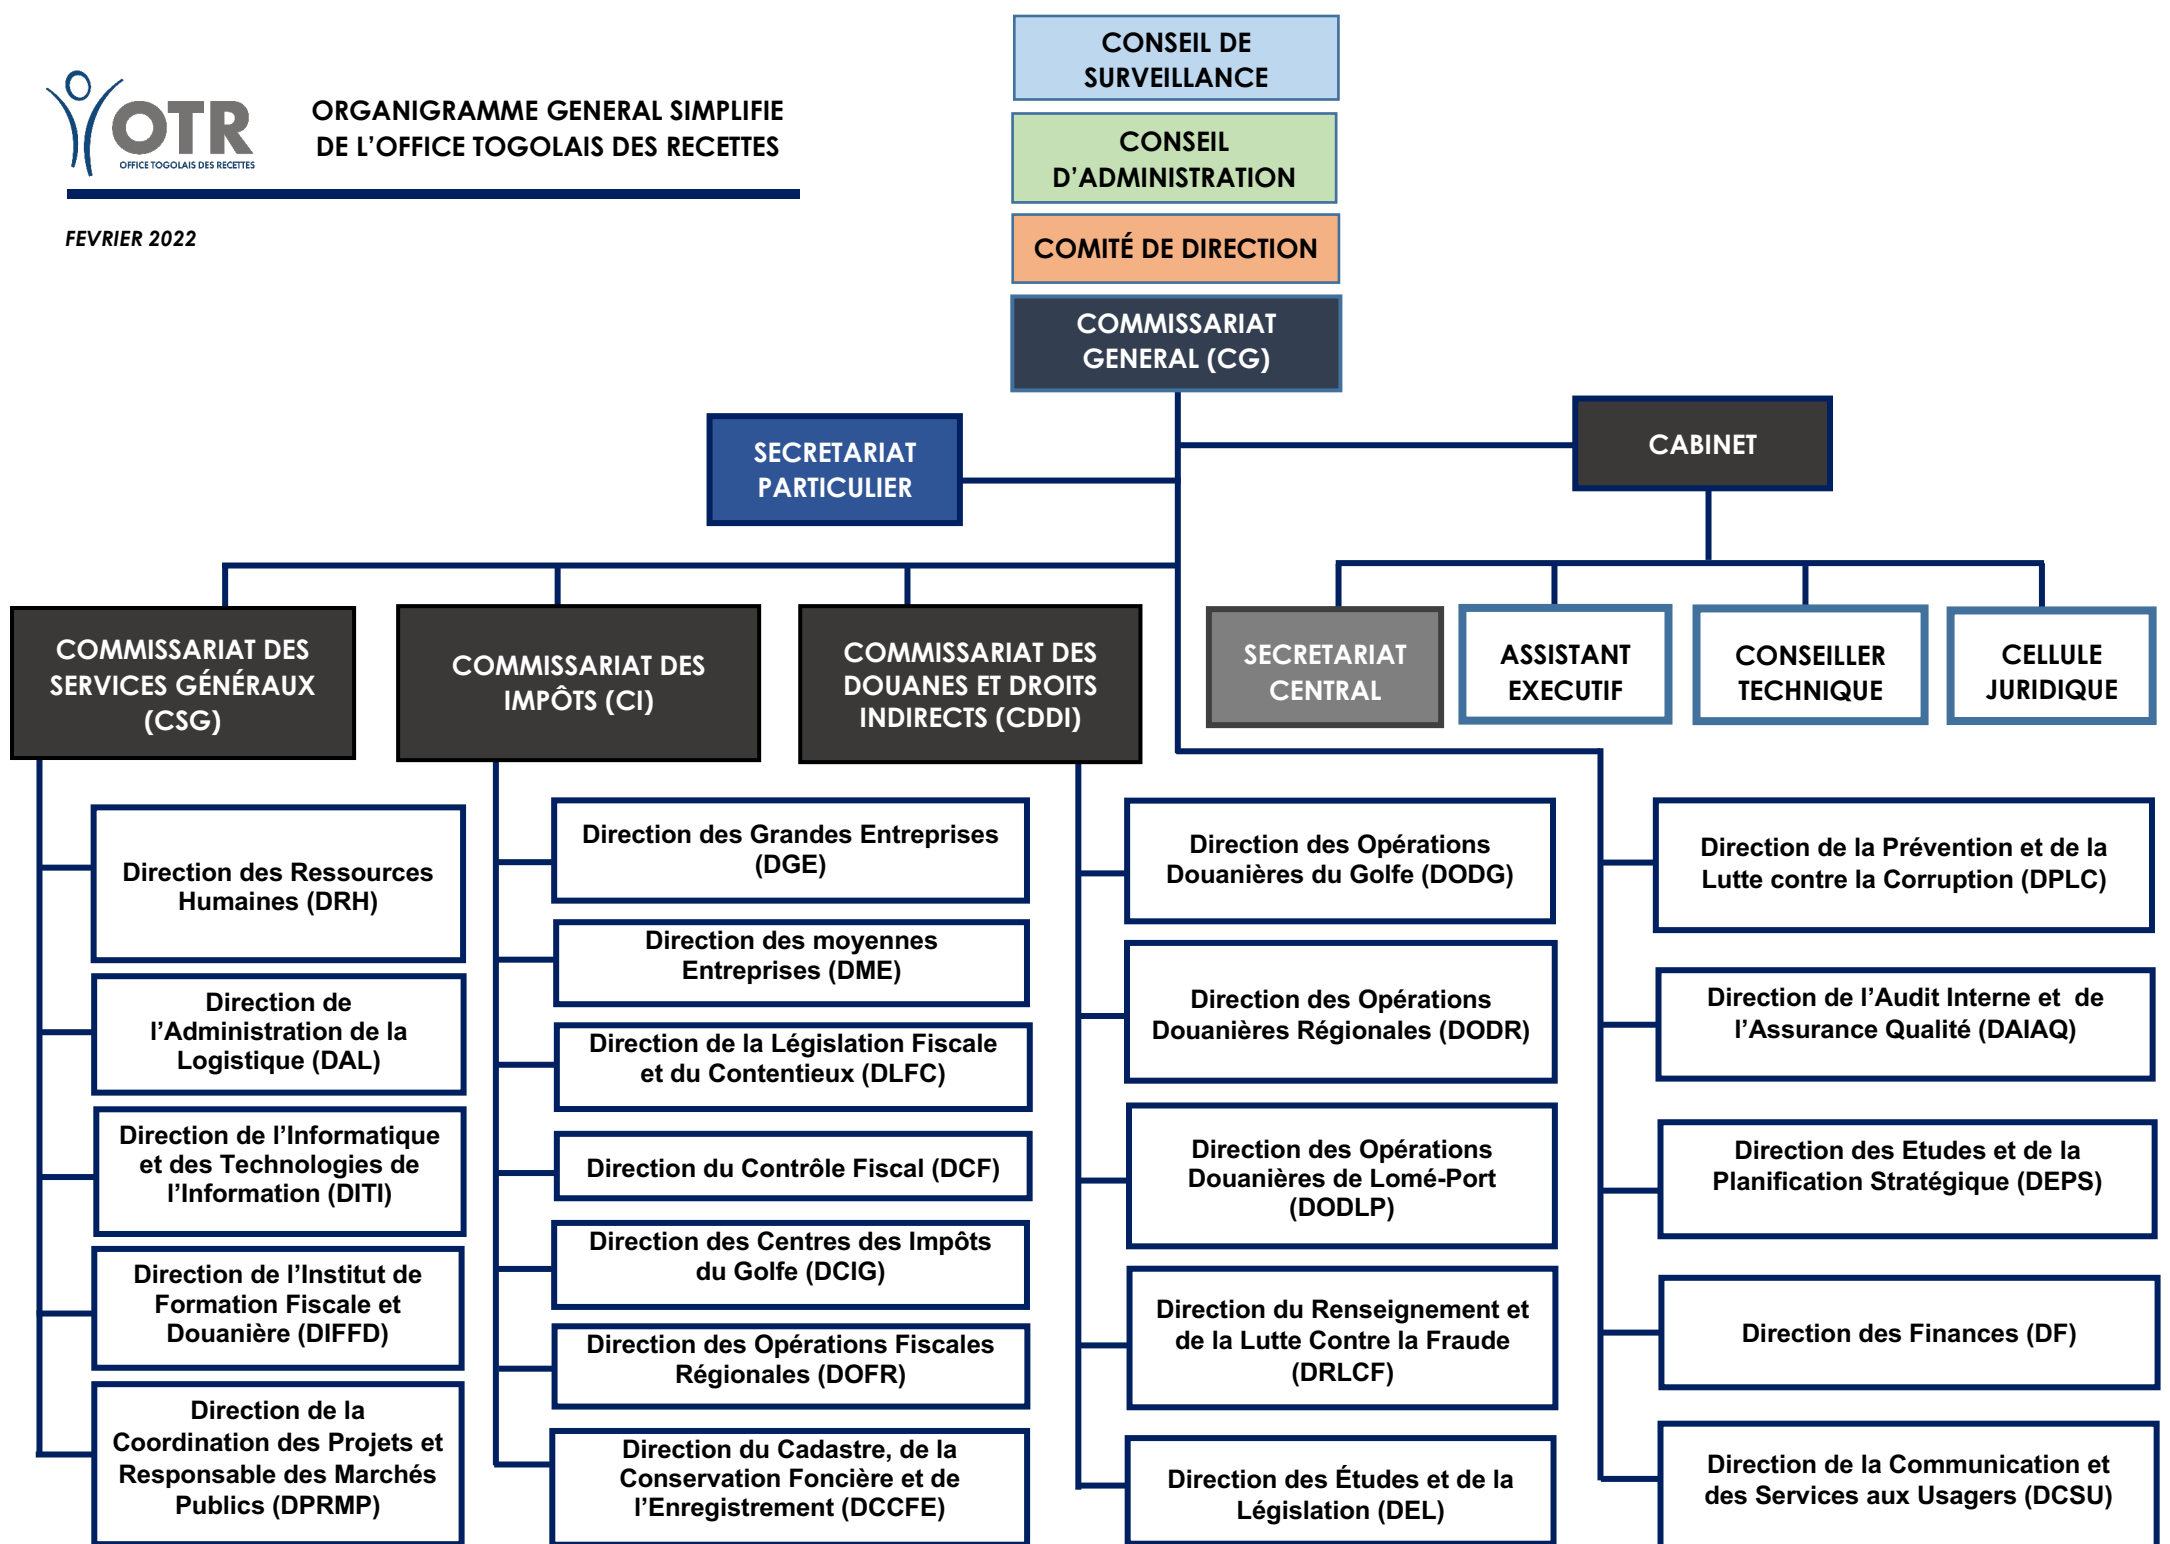 OTR
OFFICE TOGOLAIS DES RECETTES
ORGANIGRAMME GENERAL SIMPLIFIE
DE L’OFFICE TOGOLAIS DES RECETTES
FEVRIER 2022
CONSEIL DE
SURVEILLANCE
CONSEIL
D’ADMINISTRATION
COMITÉ DE DIRECTION
COMMISSARIAT
GENERAL (CG)
SECRETARIAT
PARTICULIER
CABINET
COMMISSARIAT DES
SERVICES GÉNÉRAUX
(CSG)
COMMISSARIAT DES
IMPÔTS (CI)
COMMISSARIAT DES
DOUANES ET DROITS
INDIRECTS (CDDI)
SECRETARIAT
CENTRAL
ASSISTANT
EXECUTIF
CONSEILLER
TECHNIQUE
CELLULE
JURIDIQUE
Direction des Ressources
Humaines (DRH)
Direction de
l’Administration de la
Logistique (DAL)
Direction de l’Informatique
et des Technologies de
l’Information (DITI)
Direction de l’Institut de
Formation Fiscale et
Douanière (DIFFD)
Direction de la
Coordination des Projets et
Responsable des Marchés
Publics (DPRMP)
Direction des Grandes Entreprises
(DGE)
Direction des moyennes
Entreprises (DME)
Direction de la Législation Fiscale
et du Contentieux (DLFC)
Direction du Contrôle Fiscal (DCF)
Direction des Centres des Impôts
du Golfe (DCIG)
Direction des Opérations Fiscales
Régionales (DOFR)
Direction du Cadastre, de la
Conservation Foncière et de
l’Enregistrement (DCCFE)
Direction des Opérations
Douanières du Golfe (DODG)
Direction des Opérations
Douanières Régionales (DODR)
Direction des Opérations
Douanières de Lomé-Port
(DODLP)
Direction du Renseignement et
de la Lutte Contre la Fraude
(DRLCF)
Direction des Études et de la
Législation (DEL)
Direction de la Prévention et de la
Lutte contre la Corruption (DPLC)
Direction de l’Audit Interne et  de
l’Assurance Qualité (DAIAQ)
Direction des Etudes et de la
Planification Stratégique (DEPS)
Direction des Finances (DF)
Direction de la Communication et
des Services aux Usagers (DCSU)